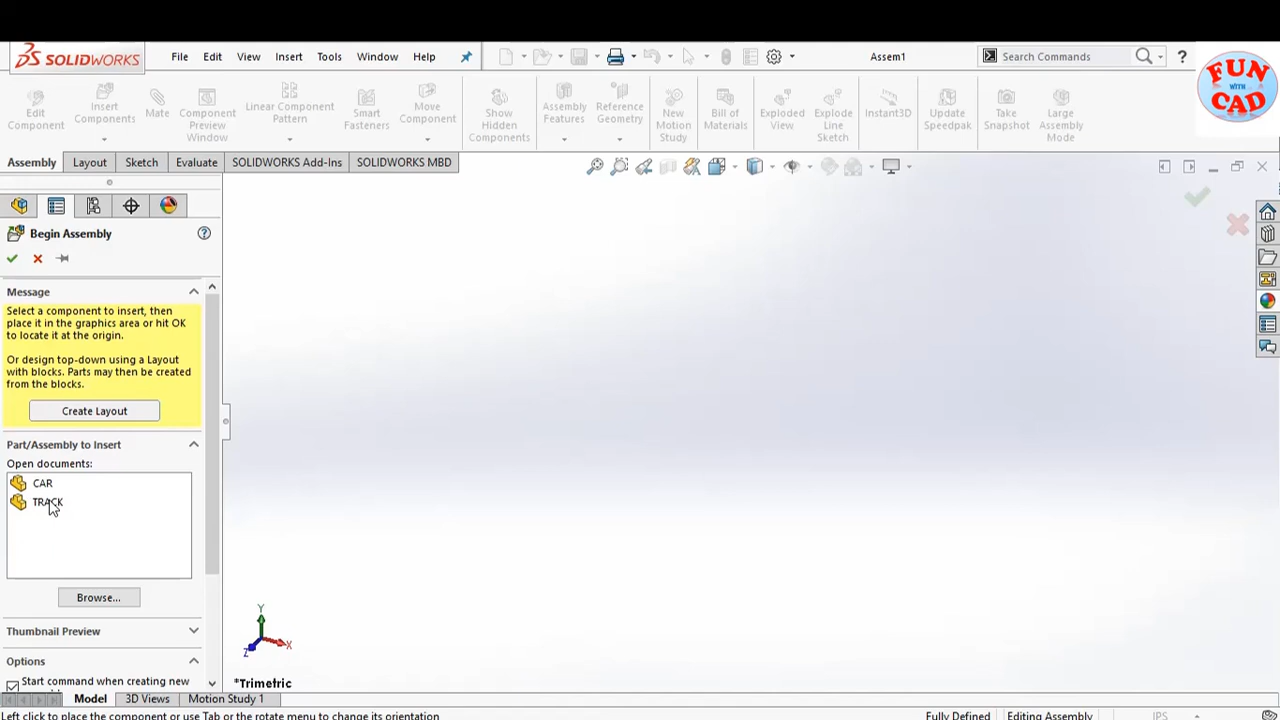 SOLIDWORKS
File Edit View Insert Tools Window Help
Assem1
Search Commands
?
FUN
WITH
CAD
Edit
Component
Insert
Components
Mate
Component
Preview
Window
Linear Component
Pattern
Smart
Fasteners
Move
Component
Show
Hidden
Components
Assembly
Features
Reference
Geometry
New
Motion
Study
Bill of
Materials
Exploded
View
Explode
Line
Sketch
Instant3D
Update
Speedpak
Take
Snapshot
Large
Assembly
Mode
Assembly Layout Sketch Evaluate SOLIDWORKS Add-Ins SOLIDWORKS MBD
Begin Assembly ?
Message
Select a component to insert, then
place it in the graphics area or hit OK
to locate it at the origin.
Or design top-down using a Layout
with blocks. Parts may then be created
from the blocks.
Create Layout
Part/Assembly to Insert
Open documents:
CAR
TRACK
Browse...
Thumbnail Preview
Options
Start command when creating new
Y
X
Z
*Trimetric
Model 3D Views Motion Study 1
Left click to place the component or use Tab or the rotate menu to change its orientation
Fully Defined Editing Assembly IPS